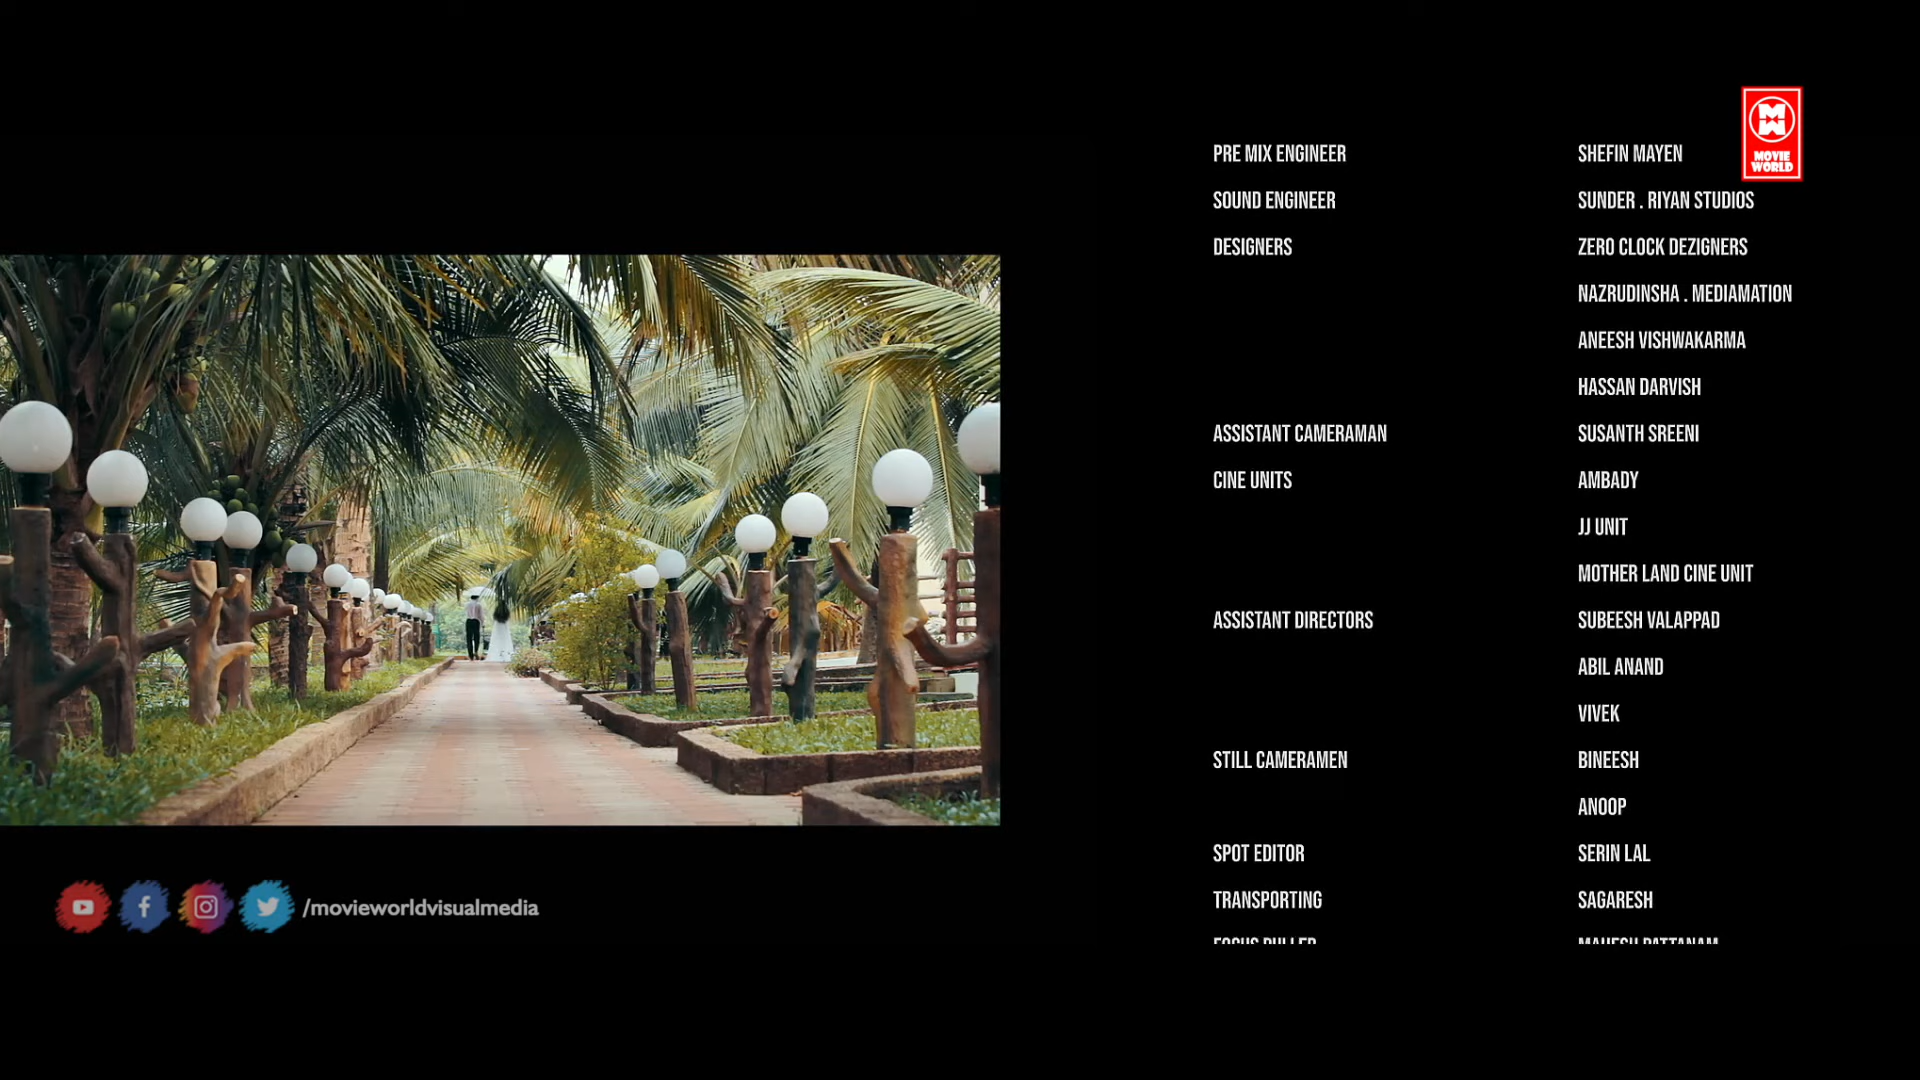 MOVIE
WORLD
PRE MIX ENGINEER SHEFIN MAYEN
SOUND ENGINEER SUNDER . RIYAN STUDIOS
DESIGNERS ZERO CLOCK DEZIGNERS
NAZRUDINSHA . MEDIAMATION
ANEESH VISHWAKARMA
HASSAN DARVISH
ASSISTANT CAMERAMAN SUSANTH SREENI
CINE UNITS AMBADY
JJ UNIT
MOTHER LAND CINE UNIT
ASSISTANT DIRECTORS SUBEESH VALAPPAD
ABIL ANAND
VIVEK
STILL CAMERAMEN BINEESH
ANOOP
SPOT EDITOR SERIN LAL
TRANSPORTING SAGARESH
/movieworldvisualmedia